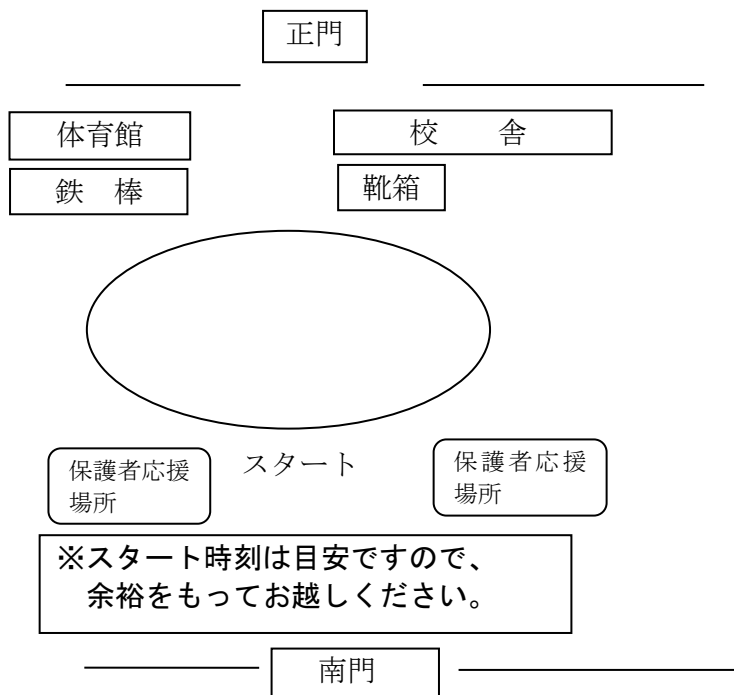 正門
体育館
校　　舎
鉄　棒
靴箱
スタート
保護者応援
場所
保護者応援
場所
※スタート時刻は目安ですので、
余裕をもってお越しください。
南門